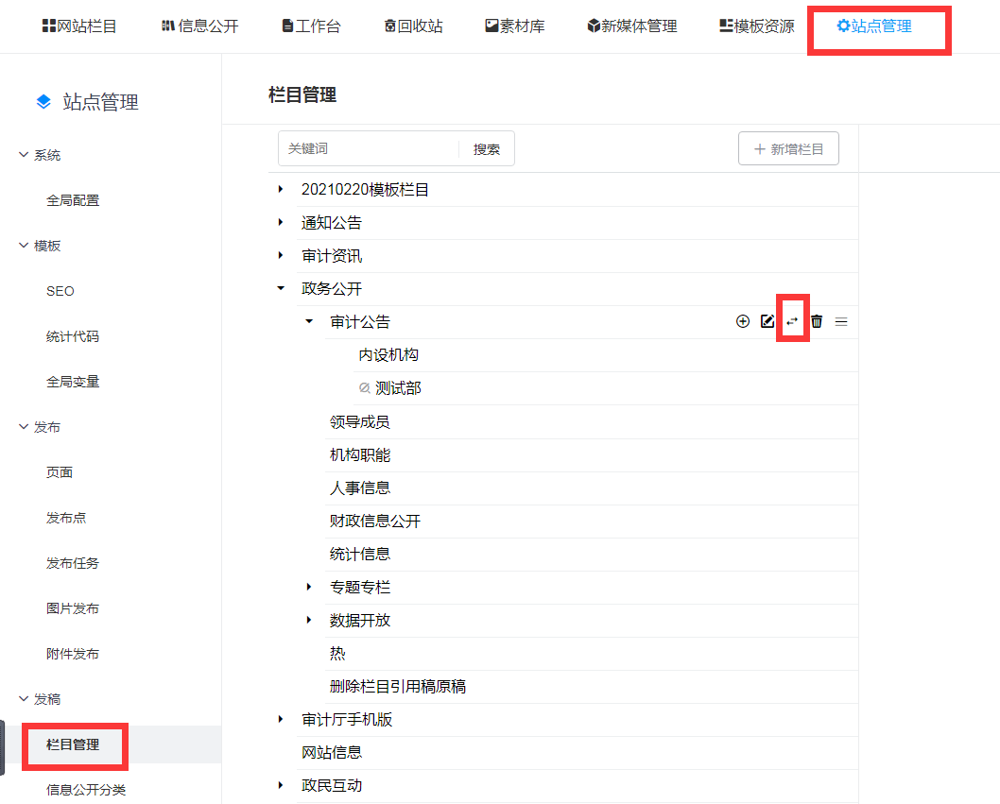 网站栏目 信息公开 工作台 回收站 素材库 新媒体管理 模板资源 站点管理
站点管理
系统
全局配置
模板
SEO
统计代码
全局变量
发布
页面
发布点
发布任务
图片发布
附件发布
发稿
栏目管理
信息公开分类
栏目管理
关键词 搜索 新增栏目
20210220模板栏目
通知公告
审计资讯
政务公开
审计公告
内设机构
测试部
领导成员
机构职能
人事信息
财政信息公开
统计信息
专题专栏
数据开放
热
删除栏目引用稿原稿
审计厅手机版
网站信息
政民互动